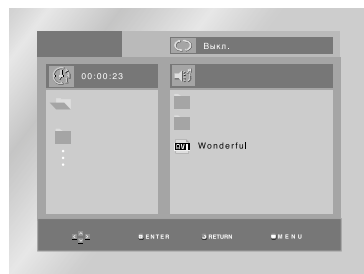 Выкл.
00:00:23
Wonderful
ENTER
RETURN
MENU